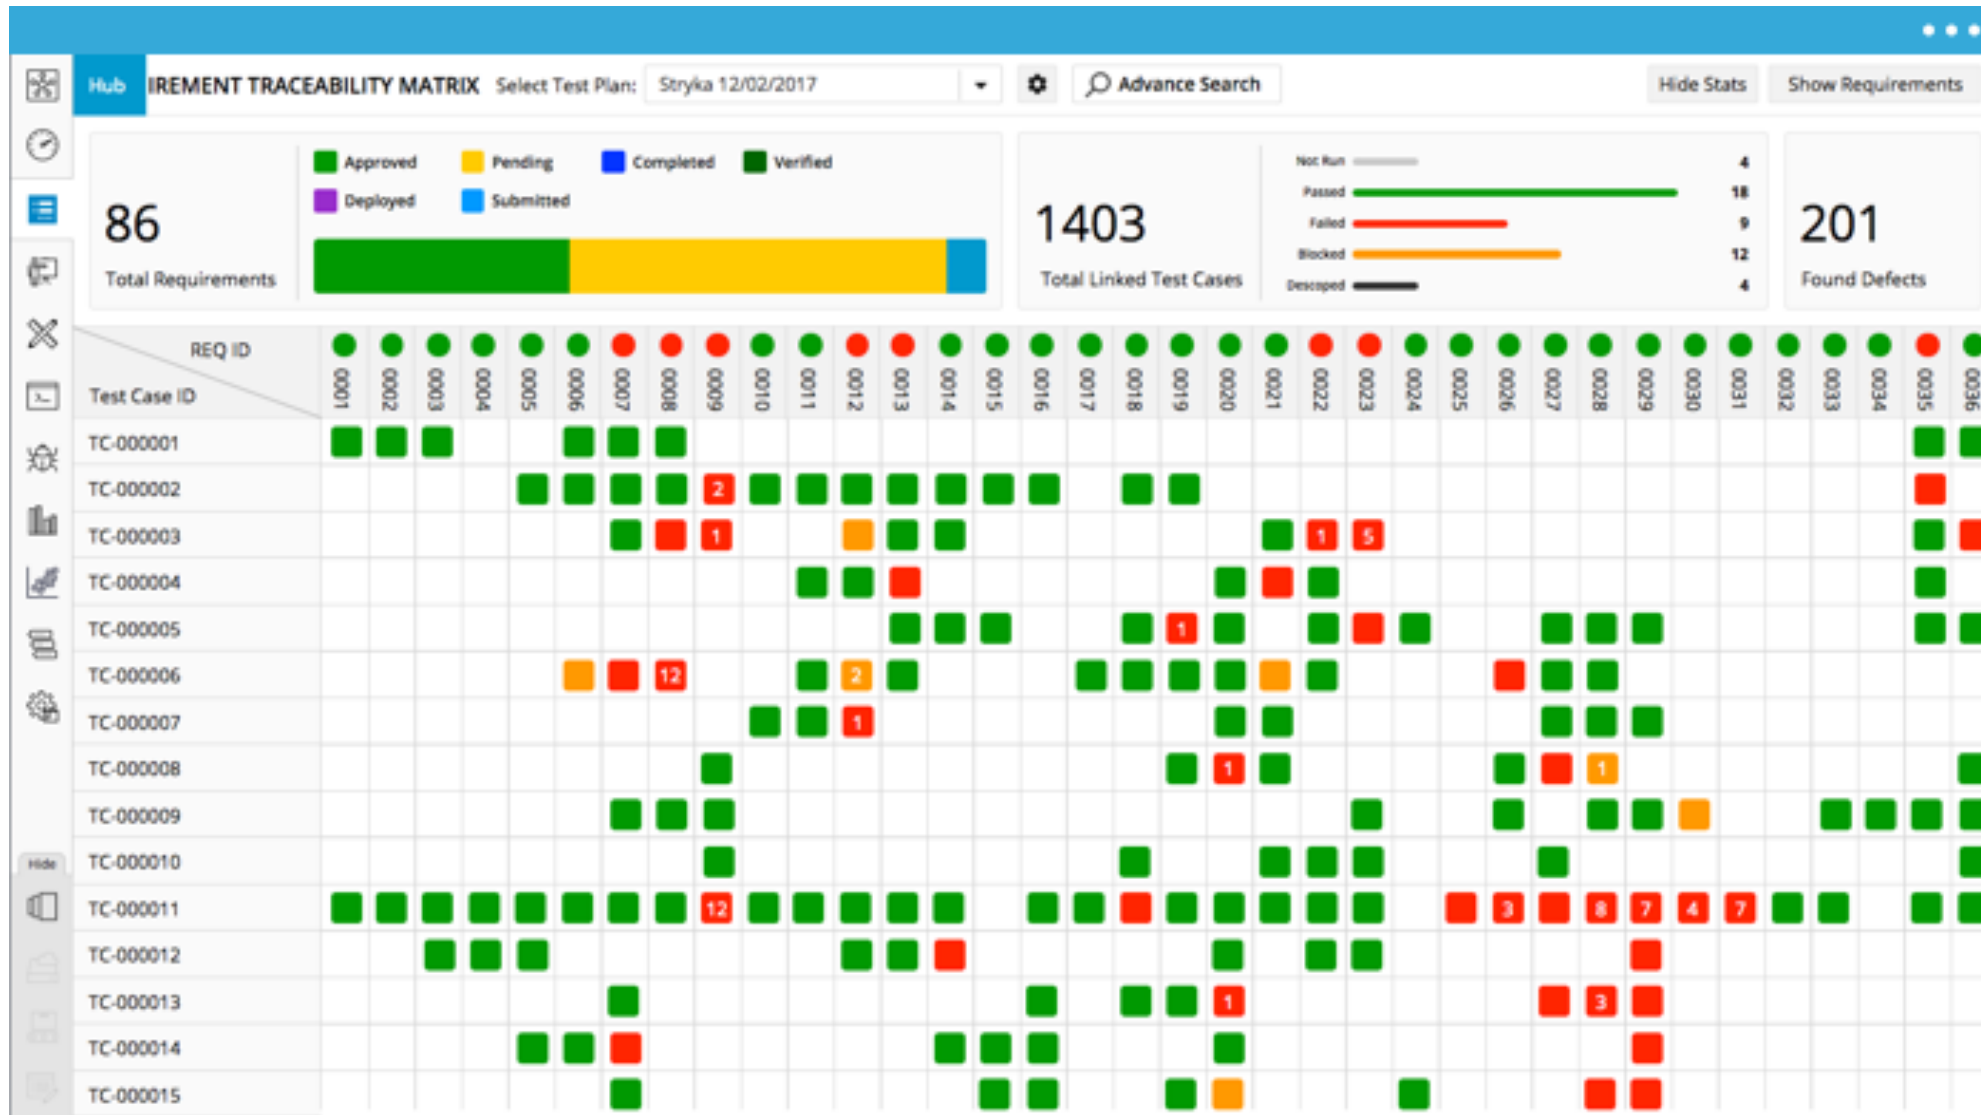 Hub IREMENT TRACEABILITY MATRIX Select Test Plan: Stryka 12/02/2017 Advance Search Hide Stats Show Requirements
86
Total Requirements
Approved Pending Completed Verified
Deployed Submitted
1403
Total Linked Test Cases
Not Run 4
Passed 18
Failed 9
Blocked 12
Descoped 4
201
Found Defects
REQ ID
Test Case ID
0001 0002 0003 0004 0005 0006 0007 0008 0009 0010 0011 0012 0013 0014 0015 0016 0017 0018 0019 0020 0021 0022 0023 0024 0025 0026 0027 0028 0029 0030 0031 0032 0033 0034 0035 0036
TC-000001
TC-000002 2
TC-000003 1 1 5
TC-000004
TC-000005 1
TC-000006 12 2
TC-000007 1
TC-000008 1 1
TC-000009
Hide
TC-000010
TC-000011 12 3 8 7 4 7
TC-000012
TC-000013 1 3
TC-000014
TC-000015